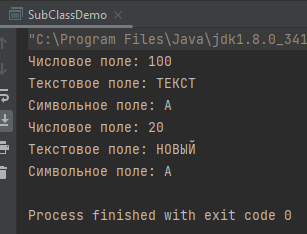 SubClassDemo
"C:\Program Files\Java\jdk1.8.0_341
Числовое поле: 100
Текстовое поле: ТЕКСТ
Символьное поле: A
Числовое поле: 20
Текстовое поле: НОВЫЙ
Символьное поле: A
Process finished with exit code 0